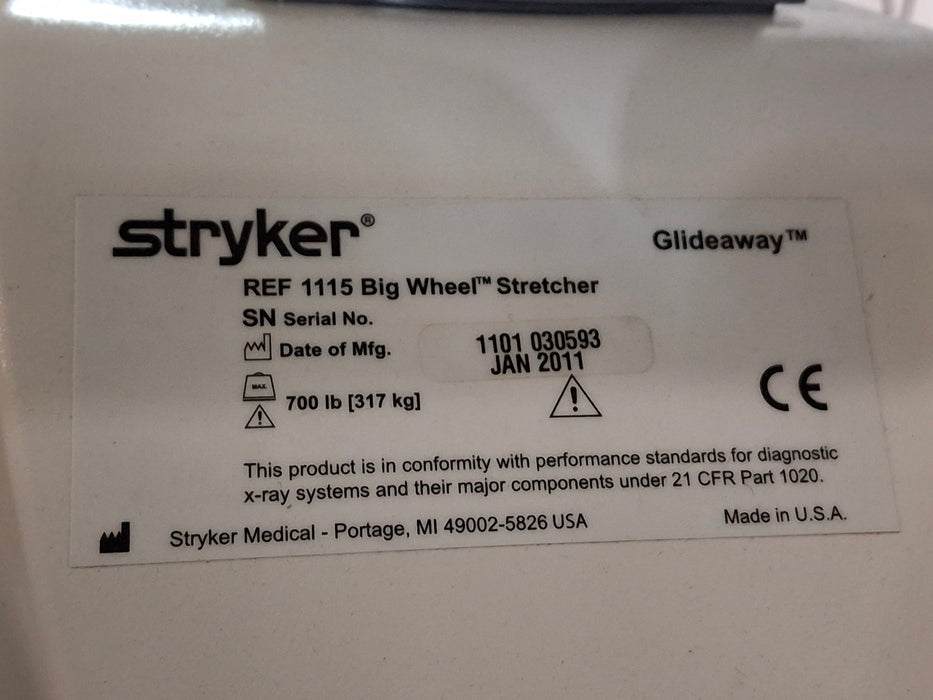 stryker®
Glideaway™
REF 1115 Big Wheel™ Stretcher
SN Serial No.
1101 030593
Date of Mfg.
JAN 2011
MAX.
700 lb [317 kg]
CE
This product is in conformity with performance standards for diagnostic
x-ray systems and their major components under 21 CFR Part 1020.
Stryker Medical - Portage, MI 49002-5826 USA
Made in U.S.A.